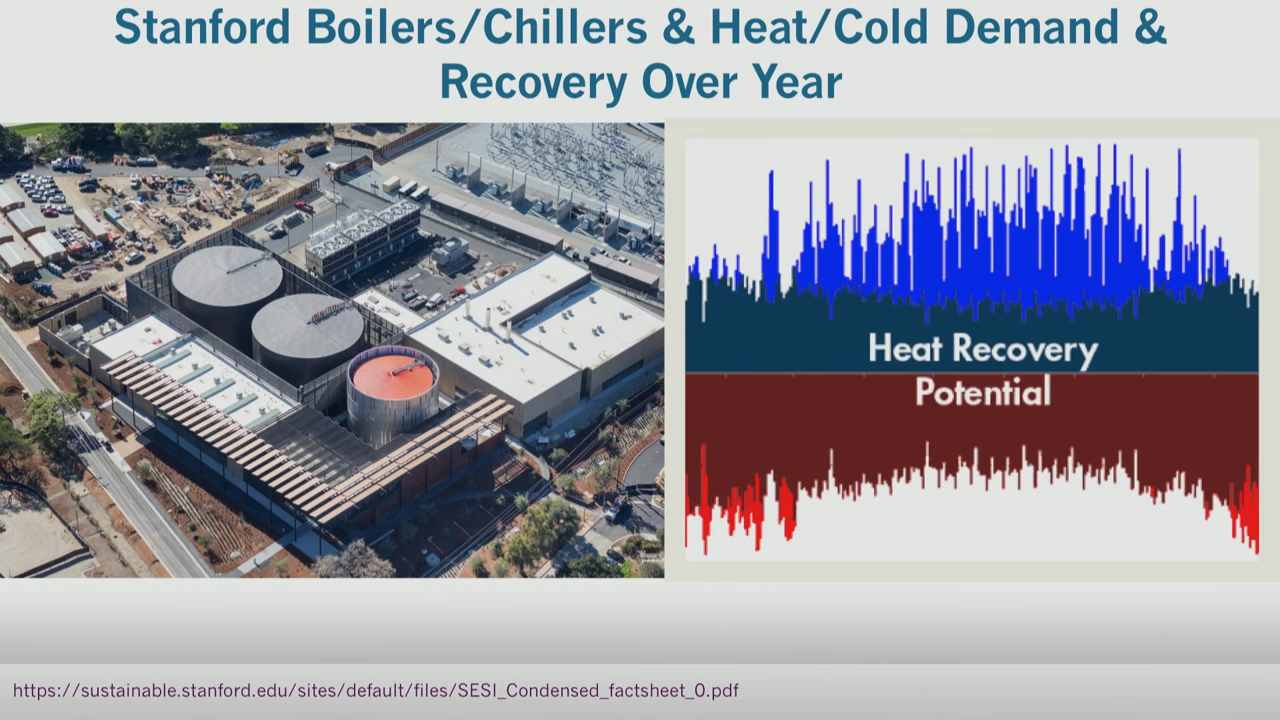 Stanford Boilers/Chillers & Heat/Cold Demand &
Recovery Over Year
Heat Recovery
Potential
https://sustainable.stanford.edu/sites/default/files/SESI_Condensed_factsheet_0.pdf